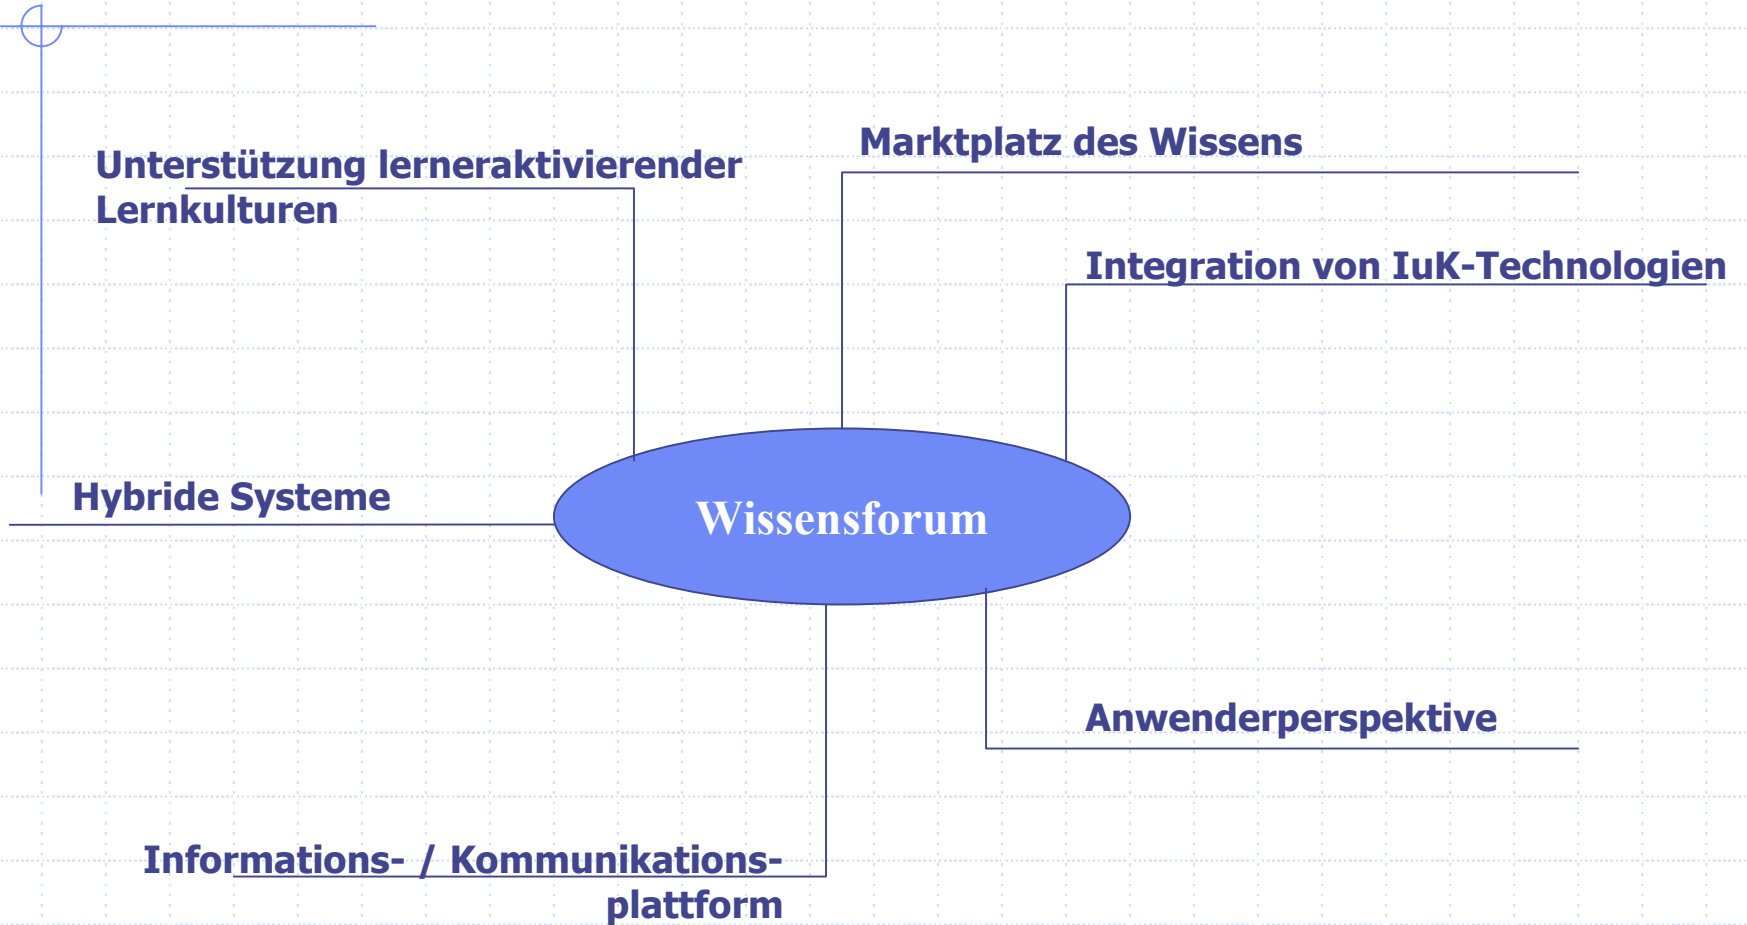 Unterstützung lerneraktivierender
Lernkulturen
Marktplatz des Wissens
Integration von IuK-Technologien
Hybride Systeme
Wissensforum
Anwenderperspektive
Informations- / Kommunikations-
plattform